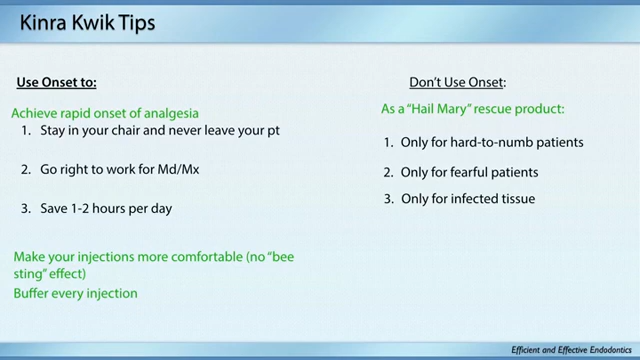 Kinra Kwik Tips
Use Onset to:
Achieve rapid onset of analgesia
1. Stay in your chair and never leave your pt
2. Go right to work for Md/Mx
3. Save 1-2 hours per day
Make your injections more comfortable (no “bee
sting” effect)
Buffer every injection
Don’t Use Onset:
As a “Hail Mary” rescue product:
1. Only for hard-to-numb patients
2. Only for fearful patients
3. Only for infected tissue
Efficient and Effective Endodontics